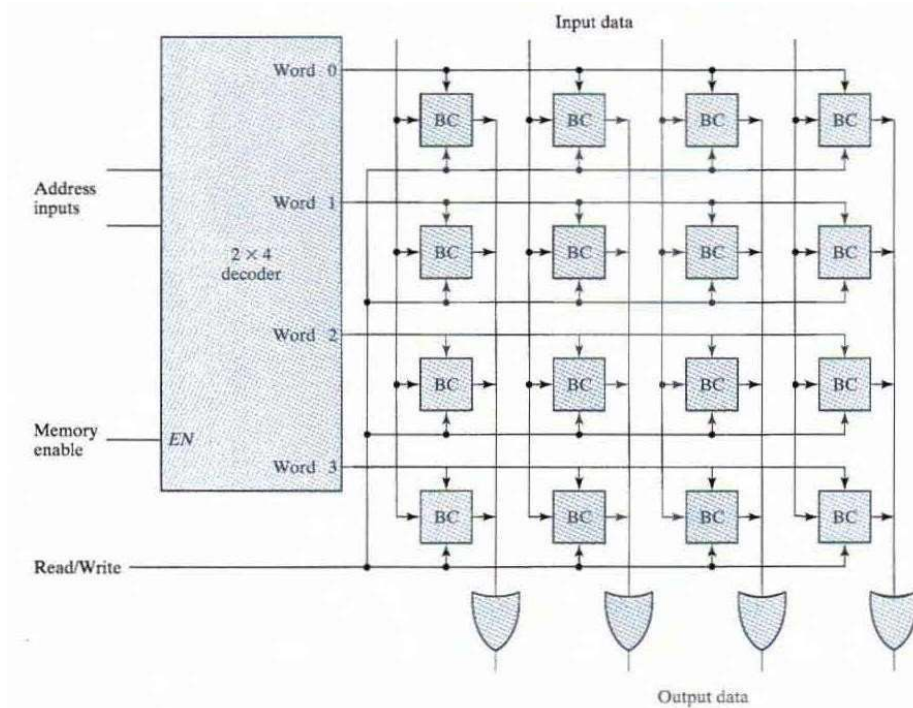 Input data
Word 0
BC BC BC BC
Address
inputs
Word 1
2 × 4
decoder
BC BC BC BC
Word 2
BC BC BC BC
Memory
enable
EN
Word 3
BC BC BC BC
Read/Write
Output data